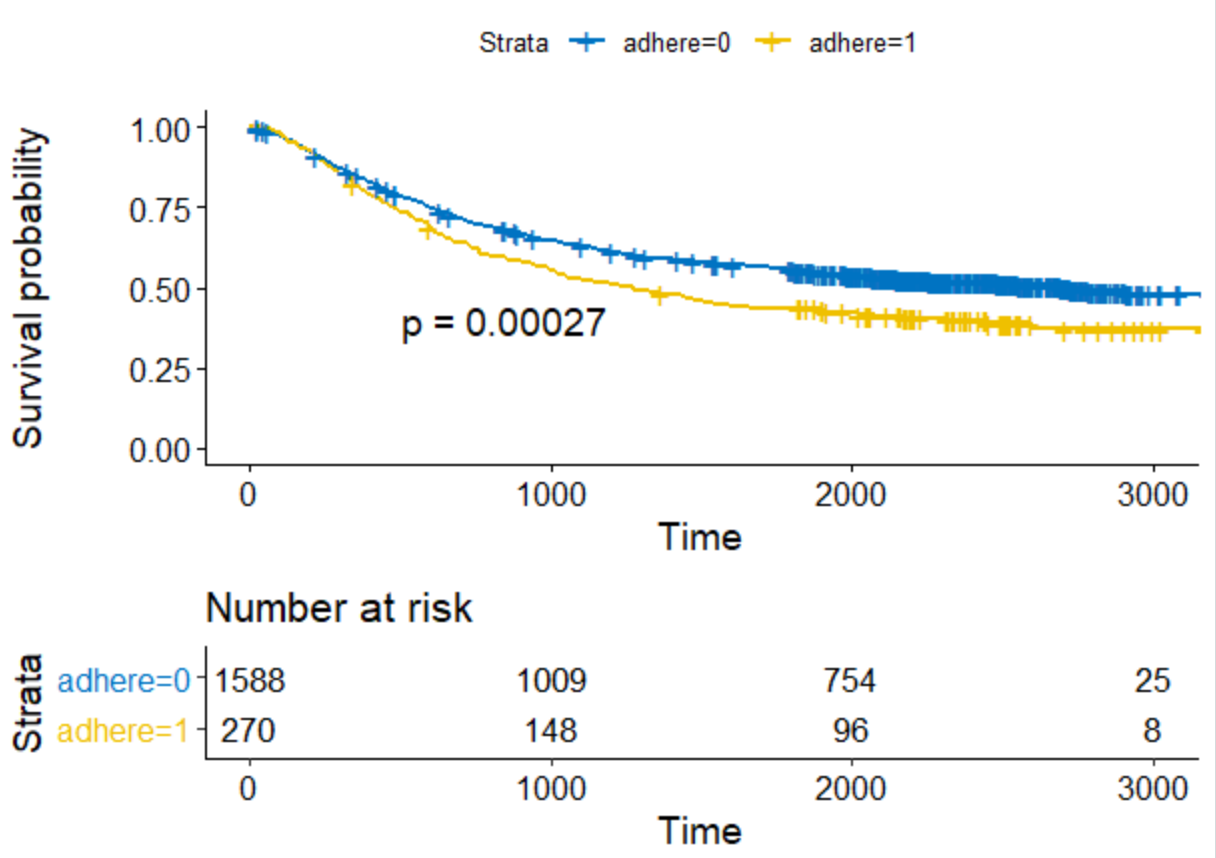 Strata adhere=0 adhere=1
Survival probability
1.00
0.75
0.50
0.25
0.00
p = 0.00027
0 1000 2000 3000
Time
Number at risk
Strata
adhere=0 1588 1009 754 25
adhere=1 270 148 96 8
0 1000 2000 3000
Time